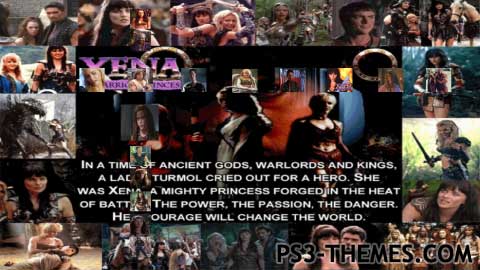 XENA
IN A TIME OF ANCIENT GODS, WARLORDS AND KINGS,
A LAND TURMOL CRIED OUT FOR A HERO. SHE
WAS XENA, A MIGHTY PRINCESS FORGED IN THE HEAT
OF BATTLE. THE POWER, THE PASSION, THE DANGER.
HER COURAGE WILL CHANGE THE WORLD.
PS3-THEMES.COM